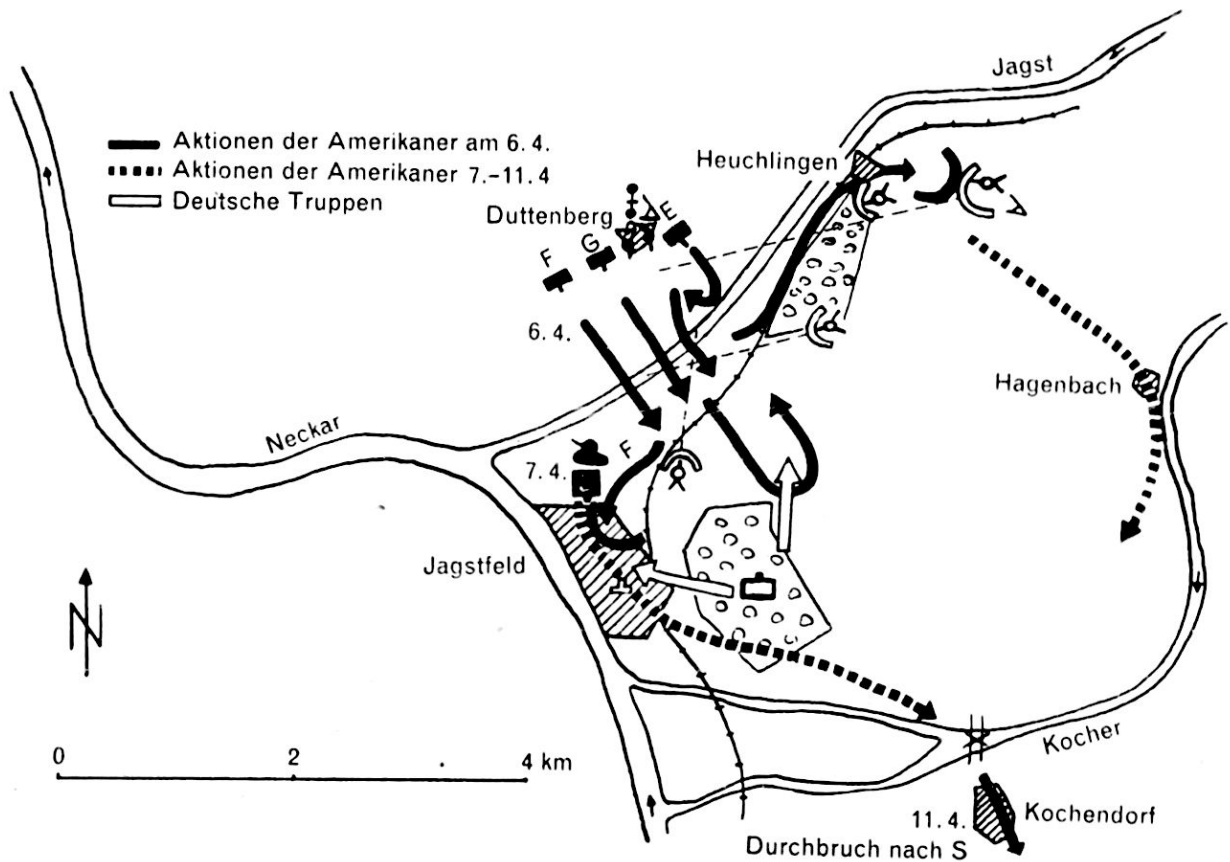 Jagst
Aktionen der Amerikaner am 6.4.
Aktionen der Amerikaner 7.-11.4
Deutsche Truppen
Heuchlingen
Duttenberg
E
G
F
6.4.
Hagenbach
Neckar
F
7.4.
Jagstfeld
N
Kocher
0 2 4 km
11.4.
Kochendorf
Durchbruch nach S